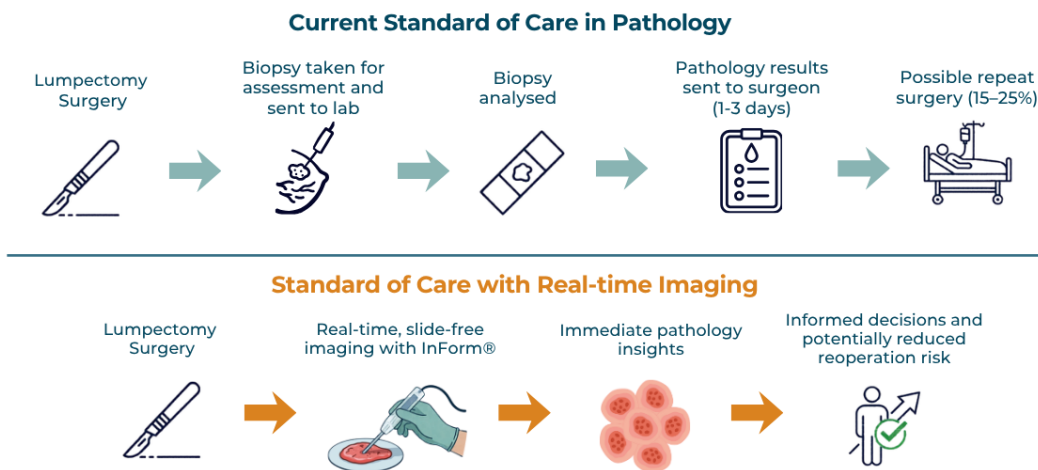 Current Standard of Care in Pathology
Lumpectomy
Surgery
Biopsy taken for
assessment and
sent to lab
Biopsy
analysed
Pathology results
sent to surgeon
(1-3 days)
Possible repeat
surgery (15–25%)
Standard of Care with Real-time Imaging
Lumpectomy
Surgery
Real-time, slide-free
imaging with InForm®
Immediate pathology
insights
Informed decisions and
potentially reduced
reoperation risk